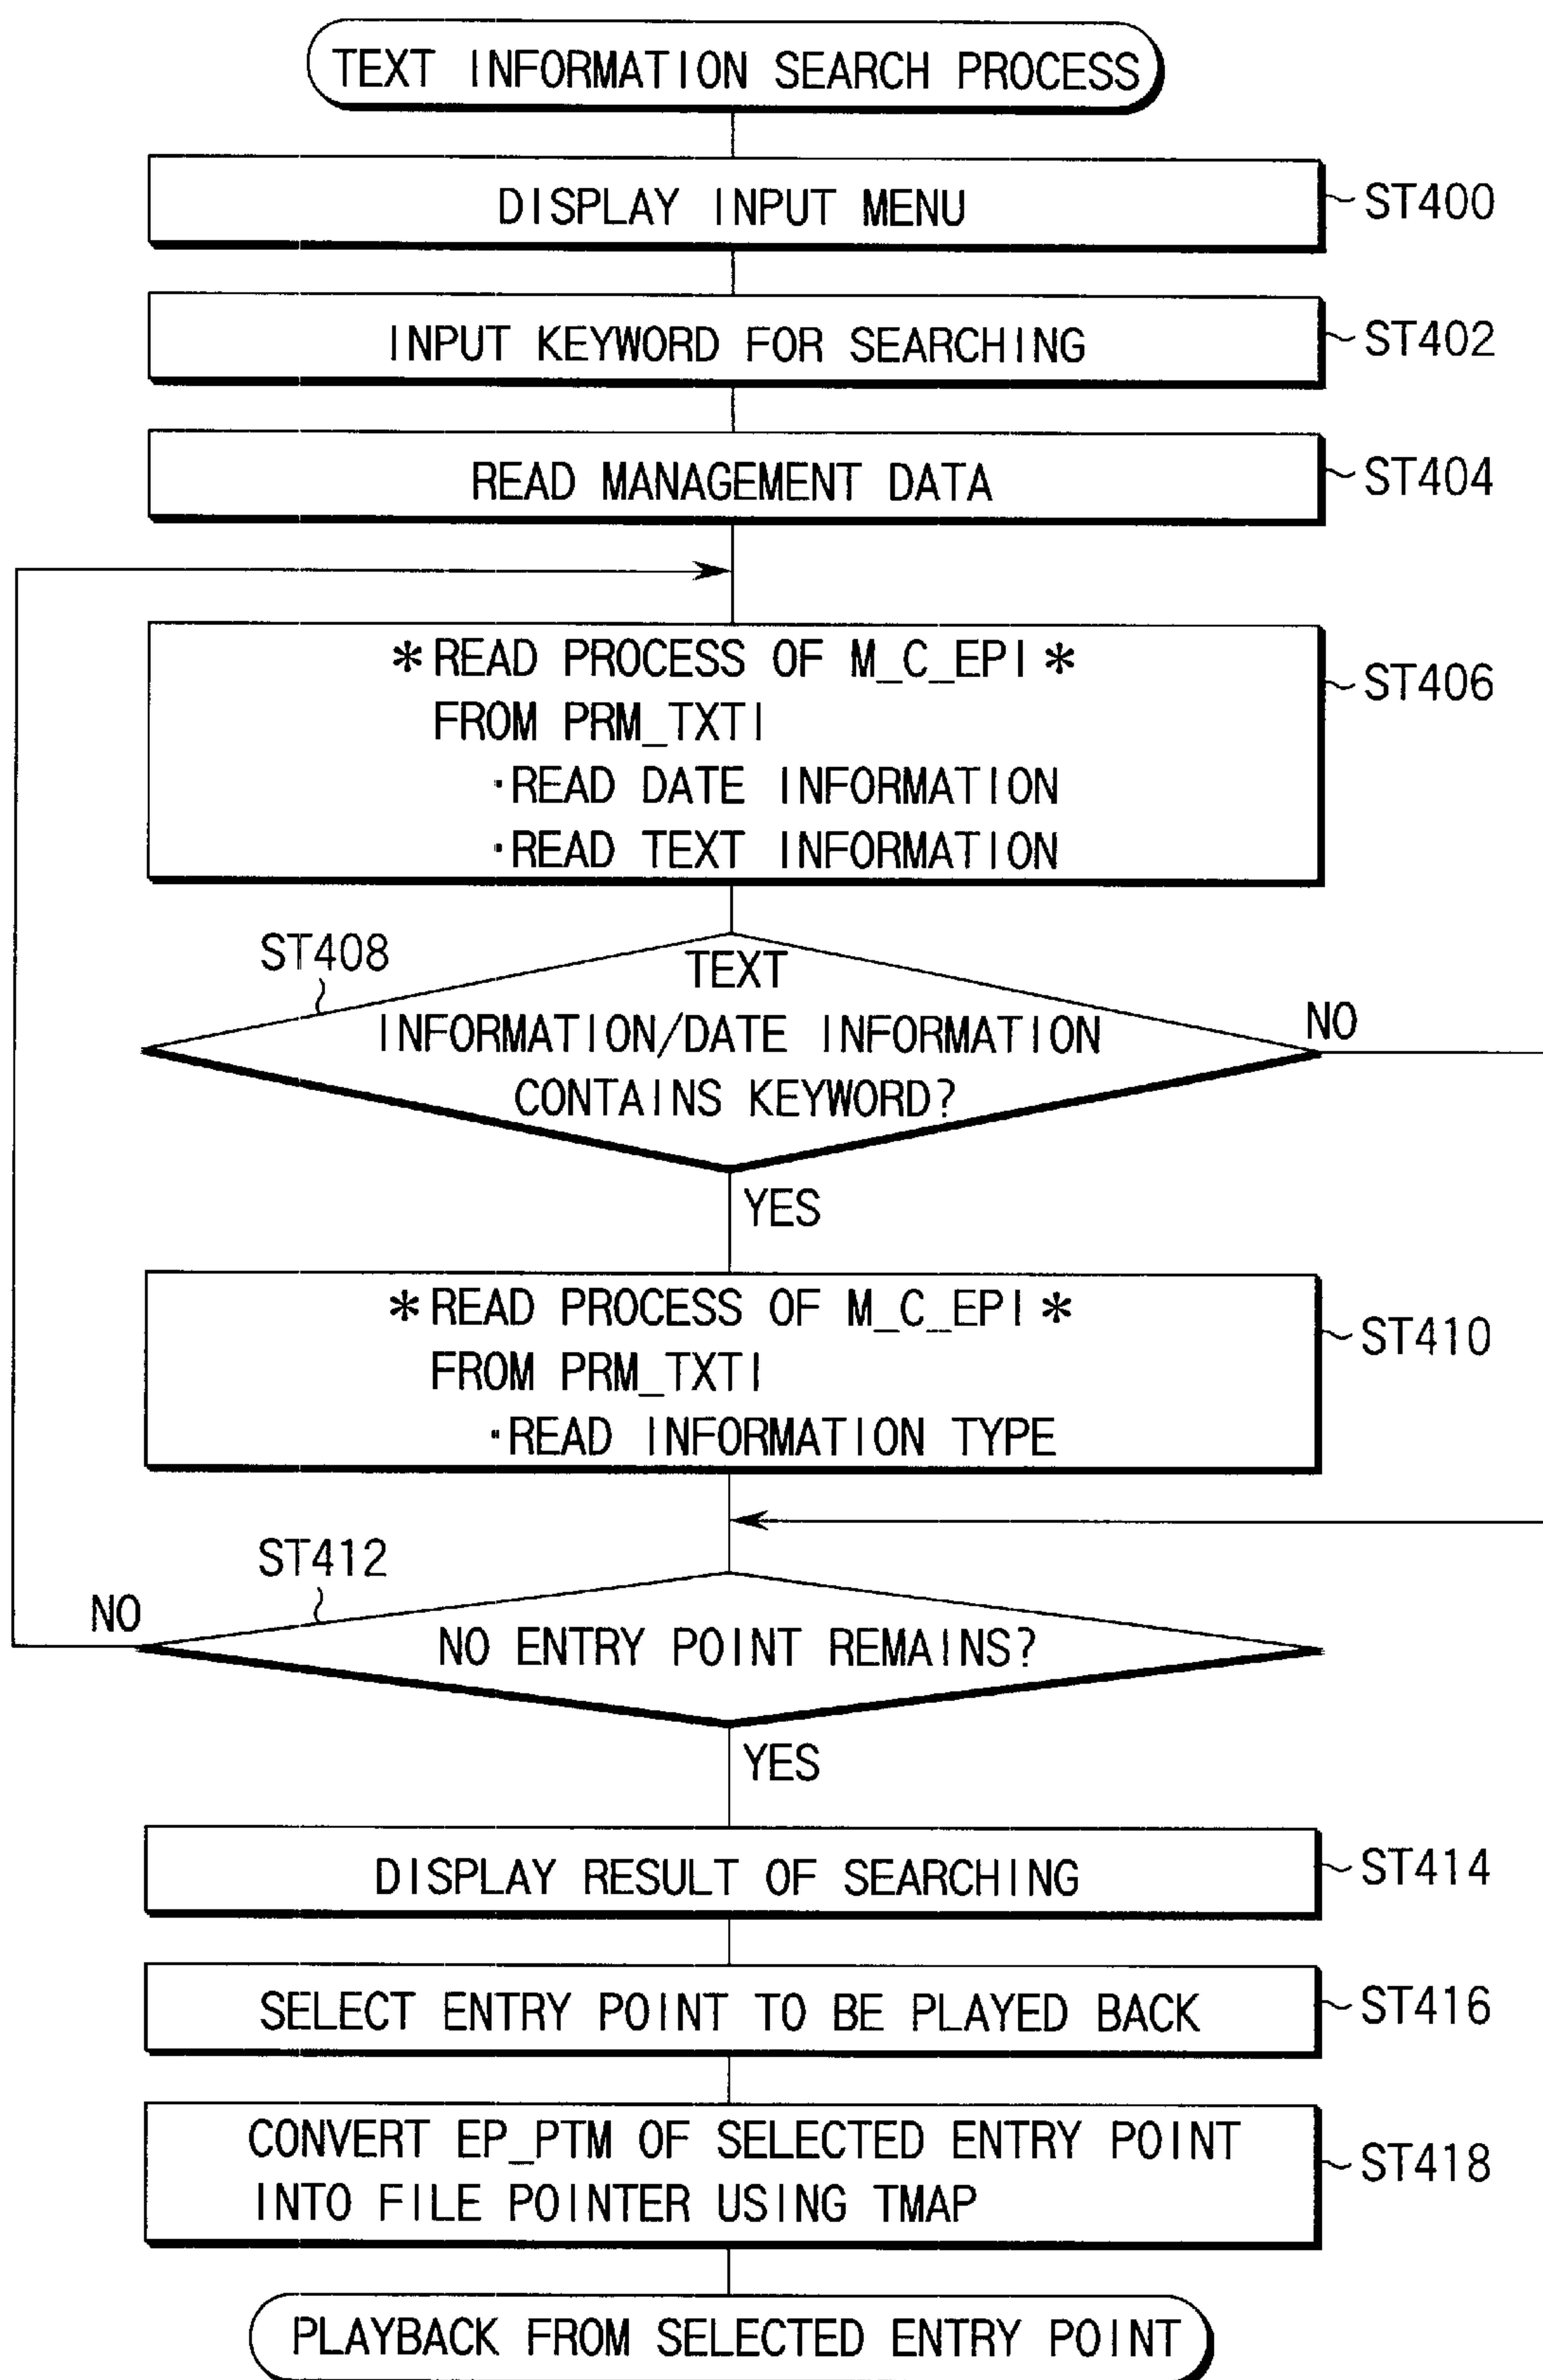 TEXT INFORMATION SEARCH PROCESS
DISPLAY INPUT MENU
ST400
INPUT KEYWORD FOR SEARCHING
ST402
READ MANAGEMENT DATA
ST404
*READ PROCESS OF M_C_EPI*
FROM PRM_TXTI
·READ DATE INFORMATION
·READ TEXT INFORMATION
ST406
ST408
TEXT
INFORMATION/DATE INFORMATION
CONTAINS KEYWORD?
NO
YES
*READ PROCESS OF M_C_EPI*
FROM PRM_TXTI
·READ INFORMATION TYPE
ST410
ST412
NO
NO ENTRY POINT REMAINS?
YES
DISPLAY RESULT OF SEARCHING
ST414
SELECT ENTRY POINT TO BE PLAYED BACK
ST416
CONVERT EP_PTM OF SELECTED ENTRY POINT
INTO FILE POINTER USING TMAP
ST418
PLAYBACK FROM SELECTED ENTRY POINT